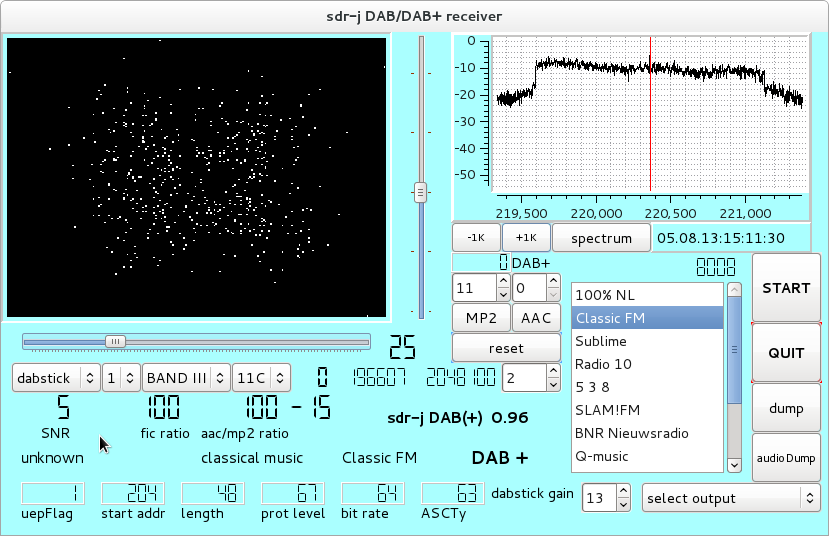 sdr-j DAB/DAB+ receiver
0
-10
-20
-30
-40
-50
219,500 220,000 220,500 221,000
-1K +1K spectrum 05.08.13:15:11:30
0 DAB+ 0000
11 0
MP2 AAC
reset
100% NL
Classic FM
Sublime
Radio 10
5 3 8
SLAM!FM
BNR Nieuwsradio
Q-music
START
QUIT
dump
audioDump
25
dabstick 1 BAND III 11C 0 196607 2048100 2
5 100 100 -15
SNR fic ratio aac/mp2 ratio
sdr-j DAB(+) 0.96
unknown classical music Classic FM DAB +
1 204 48 67 64 63
uepFlag start addr length prot level bit rate ASCTy
dabstick gain 13 select output